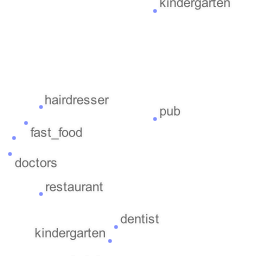 kindergarten
hairdresser
pub
fast_food
doctors
restaurant
dentist
kindergarten